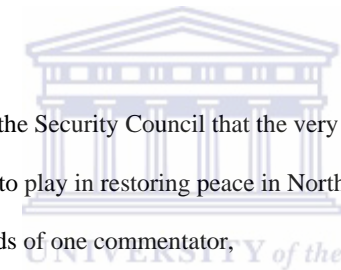 the Security Council that the very
to play in restoring peace in North
ds of one commentator,
UNIVERSITY of the